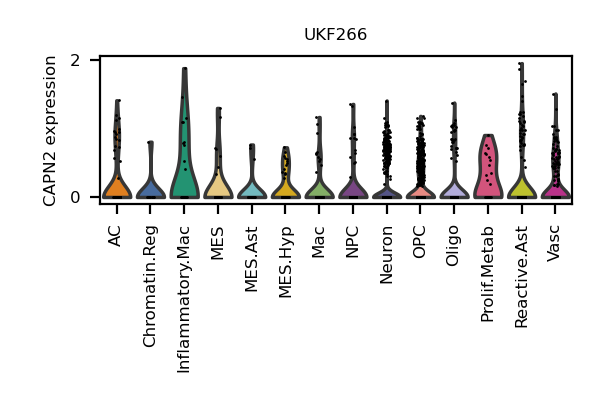 UKF266
CAPN2 expression
2
0
AC
Chromatin.Reg
Inflammatory.Mac
MES
MES.Ast
MES.Hyp
Mac
NPC
Neuron
OPC
Oligo
Prolif.Metab
Reactive.Ast
Vasc